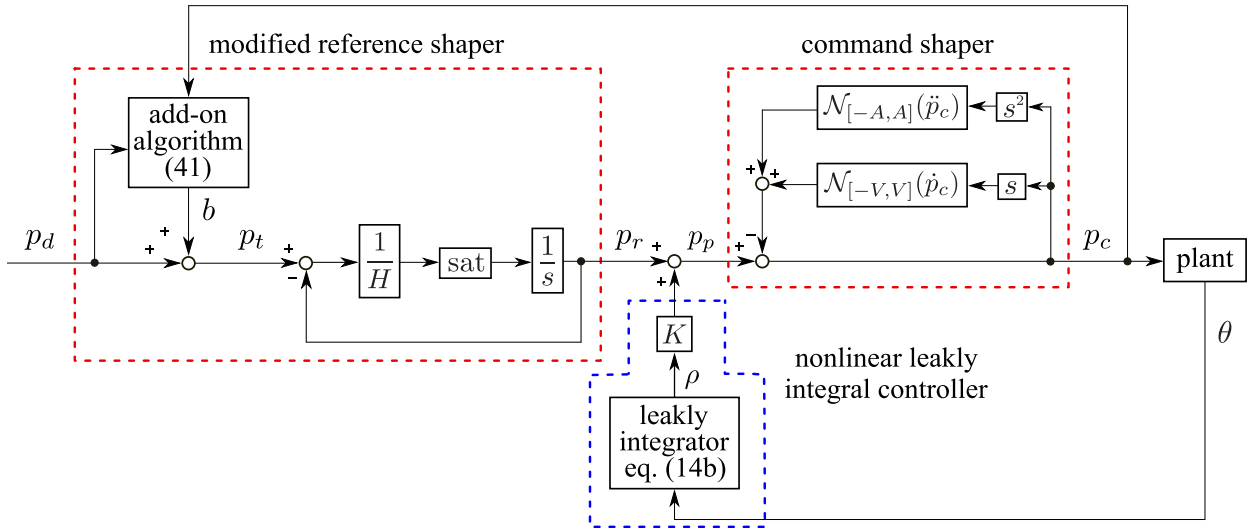 modified reference shaper
command shaper
add-on
algorithm
(41)
b
p_d
+
+
p_t
+
−
1
H
sat
1
s
p_r
+
+
p_p
+
−
+
+
𝒩_{[−A,A]}(p̈_c)
s²
𝒩_{[−V,V]}(ṗ_c)
s
p_c
plant
θ
K
ρ
leakly
integrator
eq. (14b)
nonlinear leakly
integral controller